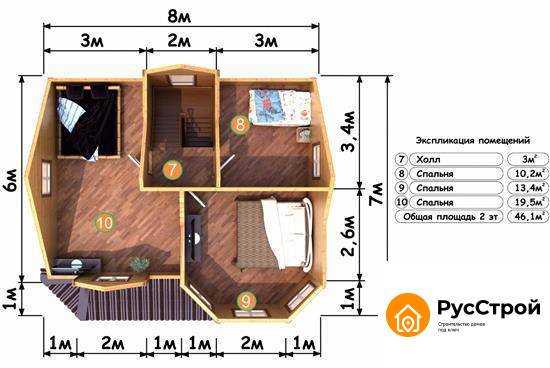 8м
3м 2м 3м
6м
1м
3,4м
2,6м
1м
7м
8
7
10
9
1м 2м 1м 1м 2м 1м
Экспликация помещений
7 Холл 3м²
8 Спальня 10,2м²
9 Спальня 13,4м²
10 Спальня 19,5м²
Общая площадь 2 эт 46,1м²
РусСтрой
Строительство домов
под ключ